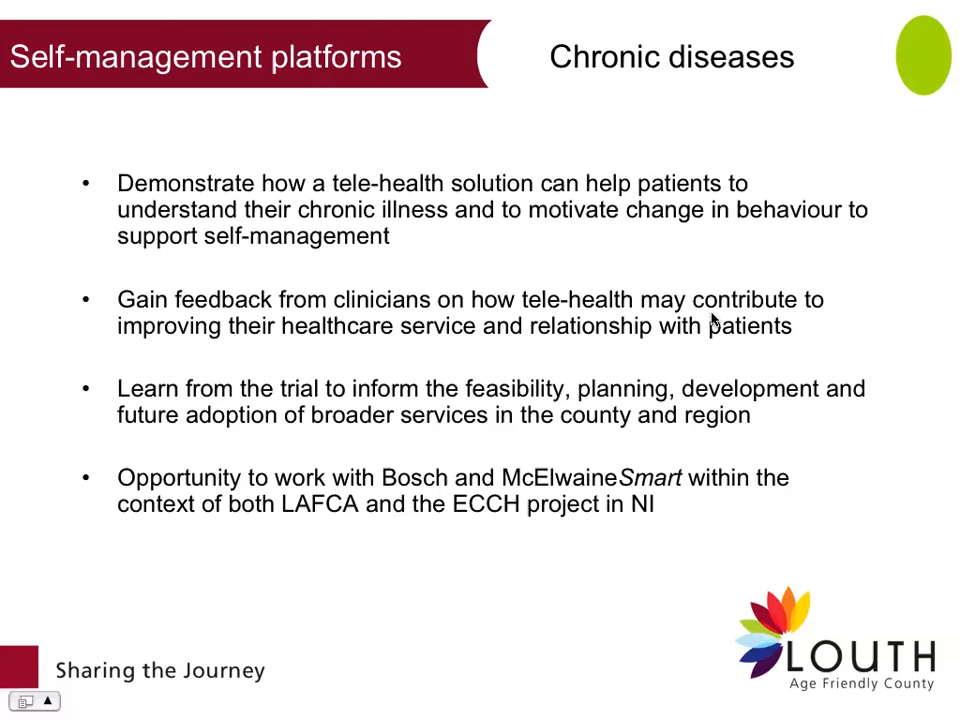 Self-management platforms
Chronic diseases
• Demonstrate how a tele-health solution can help patients to
understand their chronic illness and to motivate change in behaviour to
support self-management
• Gain feedback from clinicians on how tele-health may contribute to
improving their healthcare service and relationship with patients
• Learn from the trial to inform the feasibility, planning, development and
future adoption of broader services in the county and region
• Opportunity to work with Bosch and McElwaineSmart within the
context of both LAFCA and the ECCH project in NI
Sharing the Journey
LOUTH
Age Friendly County